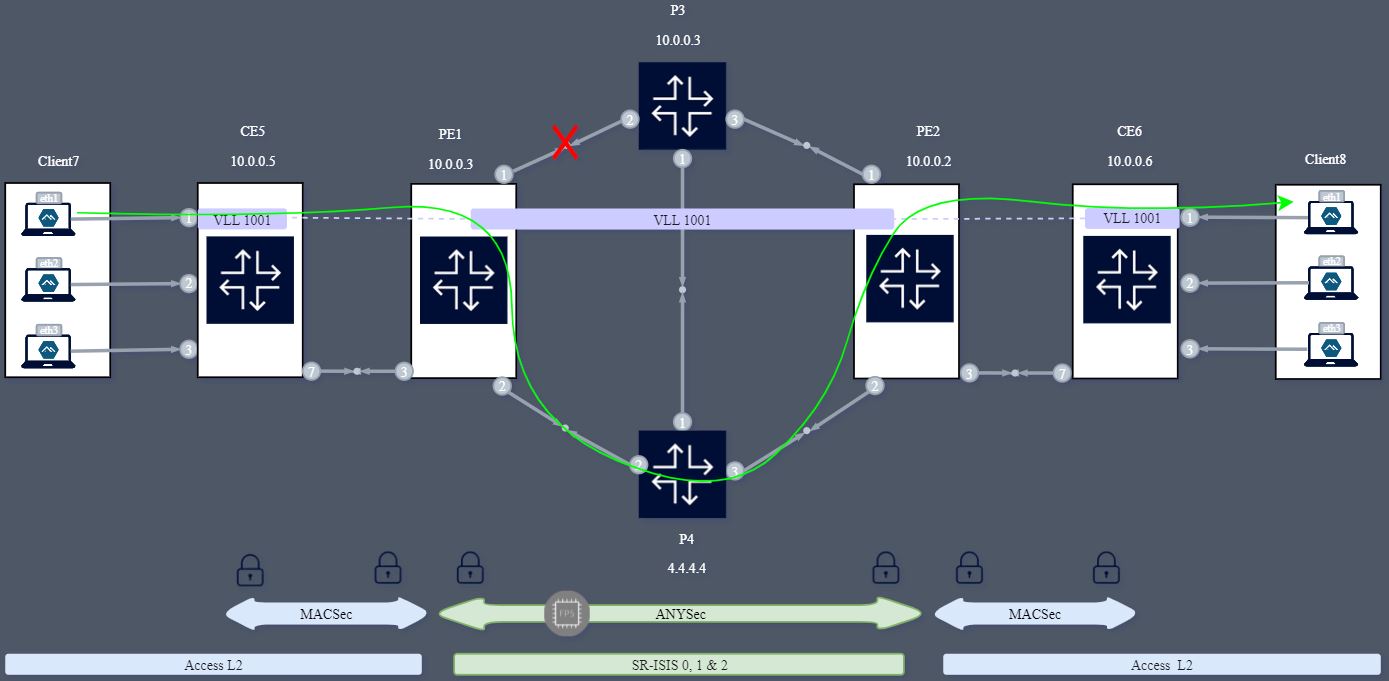 P3
10.0.0.3
CE5
10.0.0.5
PE1
10.0.0.3
PE2
10.0.0.2
CE6
10.0.0.6
Client7
Client8
2
3
1
1
1
eth1
eth2
eth3
1
2
3
VLL 1001
7
3
2
VLL 1001
1
2
3
2
3
7
VLL 1001
1
2
3
eth1
eth2
eth3
P4
4.4.4.4
MACSec
FP5
ANYSec
MACSec
Access L2
SR-ISIS 0, 1 & 2
Access L2